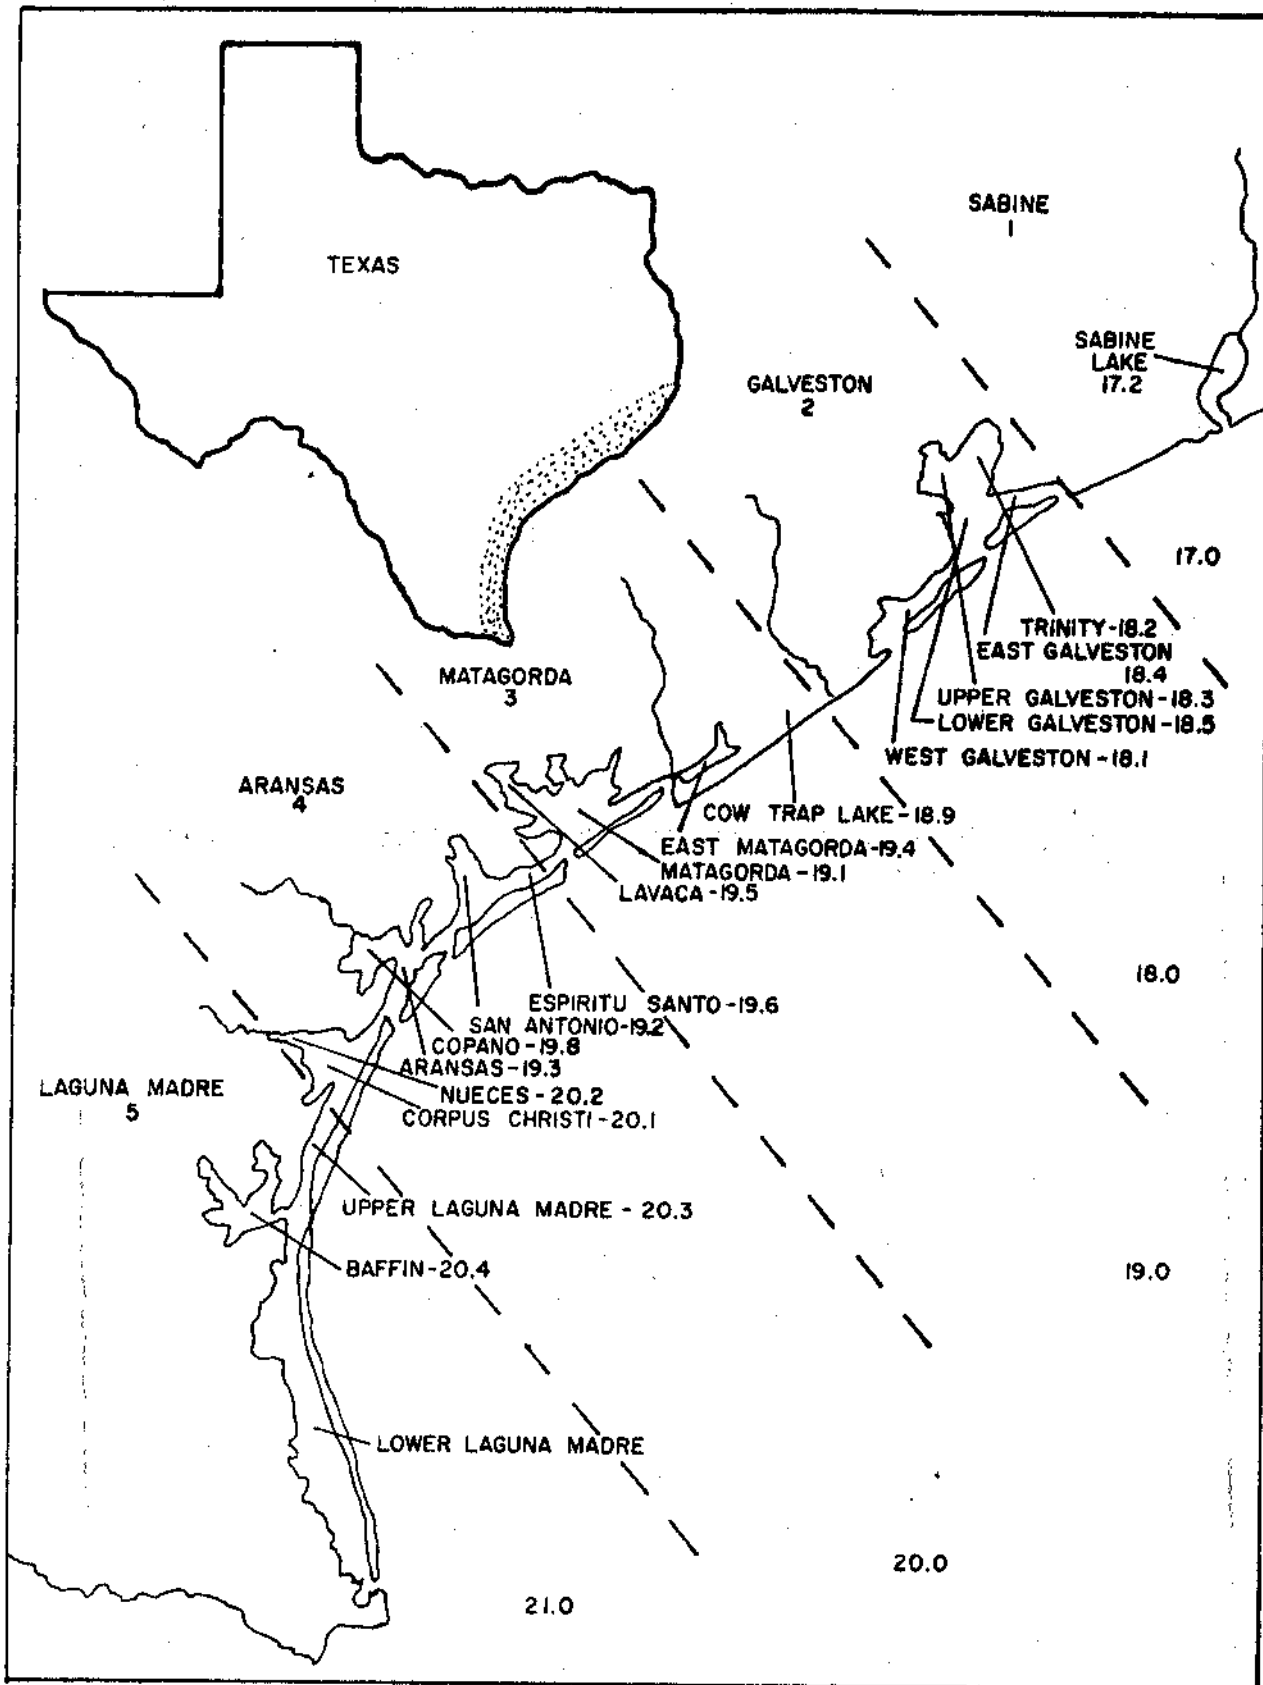 SABINE
1
TEXAS
SABINE
LAKE
17.2
GALVESTON
2
17.0
TRINITY-18.2
EAST GALVESTON
18.4
MATAGORDA
3
UPPER GALVESTON-18.3
LOWER GALVESTON-18.5
WEST GALVESTON-18.1
ARANSAS
4
COW TRAP LAKE-18.9
EAST MATAGORDA-19.4
MATAGORDA-19.1
LAVACA-19.5
18.0
ESPIRITU SANTO-19.6
SAN ANTONIO-19.2
COPANO-19.8
ARANSAS-19.3
NUECES-20.2
CORPUS CHRISTI-20.1
LAGUNA MADRE
5
UPPER LAGUNA MADRE - 20.3
BAFFIN-20.4
19.0
LOWER LAGUNA MADRE
20.0
21.0